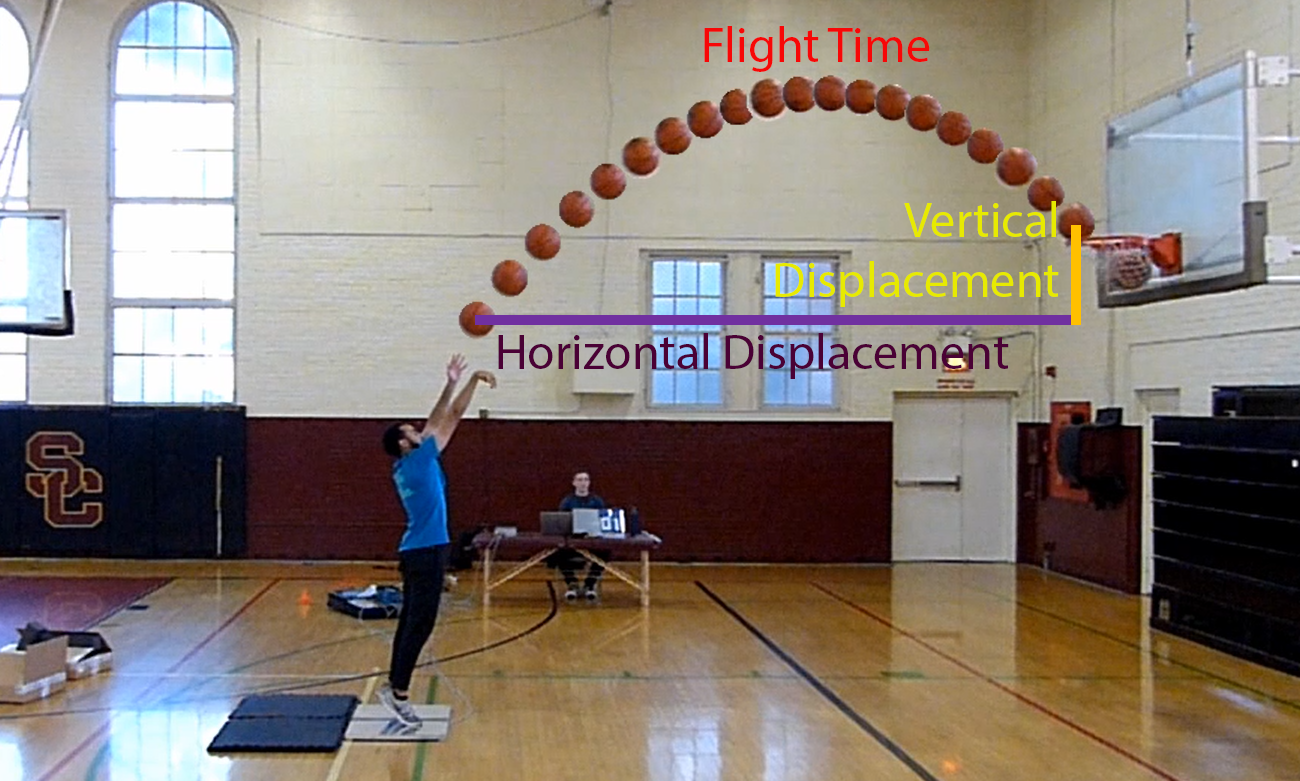 Flight Time
Vertical
Displacement
Horizontal Displacement
SC